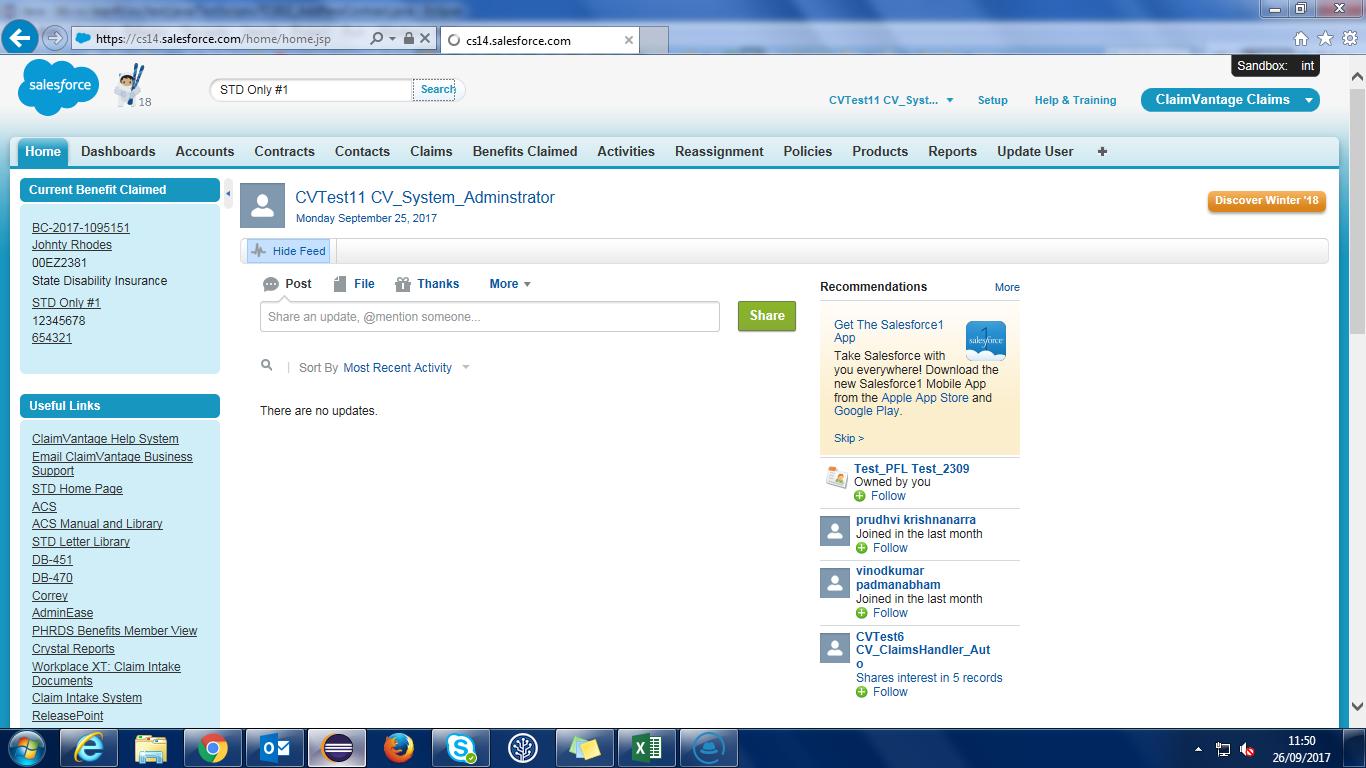 https://cs14.salesforce.com/home/home.jsp
cs14.salesforce.com
Sandbox: int
salesforce
18
STD Only #1
Search
CVTest11 CV_Syst...
Setup
Help & Training
ClaimVantage Claims
Home
Dashboards
Accounts
Contracts
Contacts
Claims
Benefits Claimed
Activities
Reassignment
Policies
Products
Reports
Update User
Current Benefit Claimed
BC-2017-1095151
Johnty Rhodes
00EZ2381
State Disability Insurance
STD Only #1
12345678
654321
Useful Links
ClaimVantage Help System
Email ClaimVantage Business
Support
STD Home Page
ACS
ACS Manual and Library
STD Letter Library
DB-451
DB-470
Correy
AdminEase
PHRDS Benefits Member View
Crystal Reports
Workplace XT: Claim Intake
Documents
Claim Intake System
ReleasePoint
CVTest11 CV_System_Adminstrator
Monday September 25, 2017
Discover Winter '18
Hide Feed
Post
File
Thanks
More
Share an update, @mention someone...
Share
Sort By Most Recent Activity
There are no updates.
Recommendations
More
Get The Salesforce1
App
salesforce
1
Take Salesforce with
you everywhere! Download the
new Salesforce1 Mobile App
from the Apple App Store and
Google Play.
Skip >
Test_PFL Test_2309
Owned by you
Follow
prudhvi krishnanarra
Joined in the last month
Follow
vinodkumar
padmanabham
Joined in the last month
Follow
CVTest6
CV_ClaimsHandler_Aut
o
Shares interest in 5 records
Follow
11:50
26/09/2017